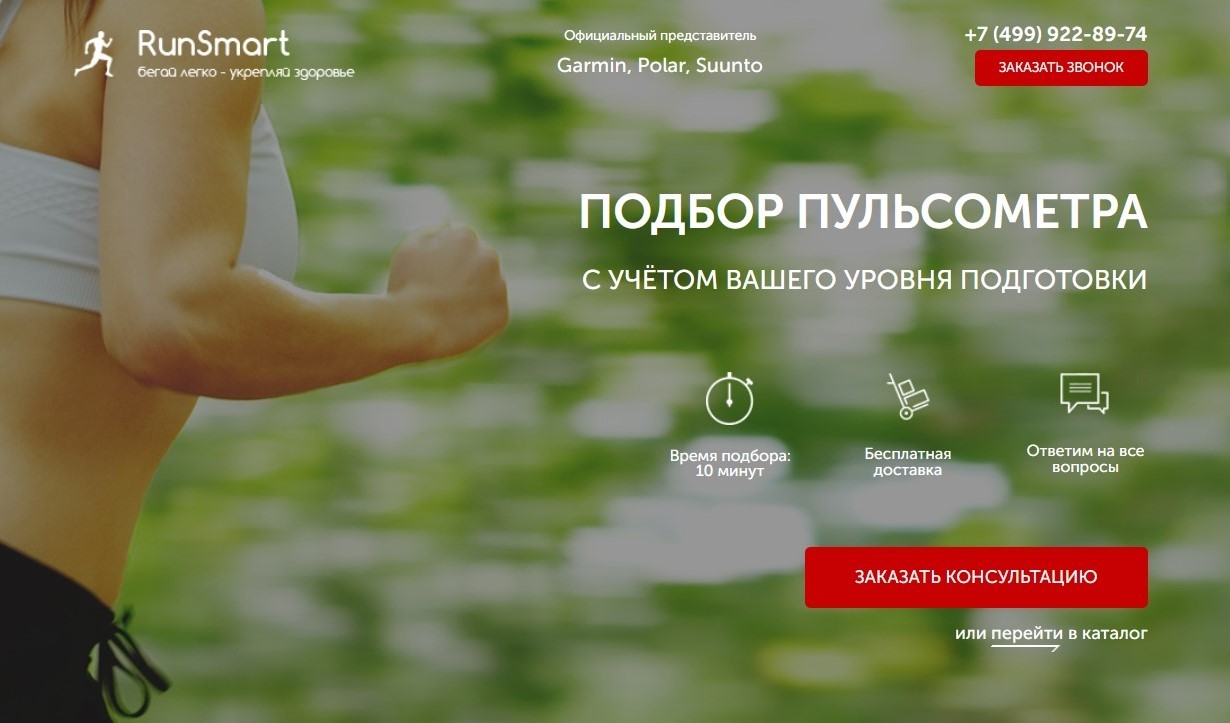 RunSmart
бегай легко - укрепляй здоровье
Официальный представитель
Garmin, Polar, Suunto
+7 (499) 922-89-74
ЗАКАЗАТЬ ЗВОНОК
ПОДБОР ПУЛЬСОМЕТРА
С УЧЁТОМ ВАШЕГО УРОВНЯ ПОДГОТОВКИ
Время подбора:
10 минут
Бесплатная
доставка
Ответим на все
вопросы
ЗАКАЗАТЬ КОНСУЛЬТАЦИЮ
или перейти в каталог